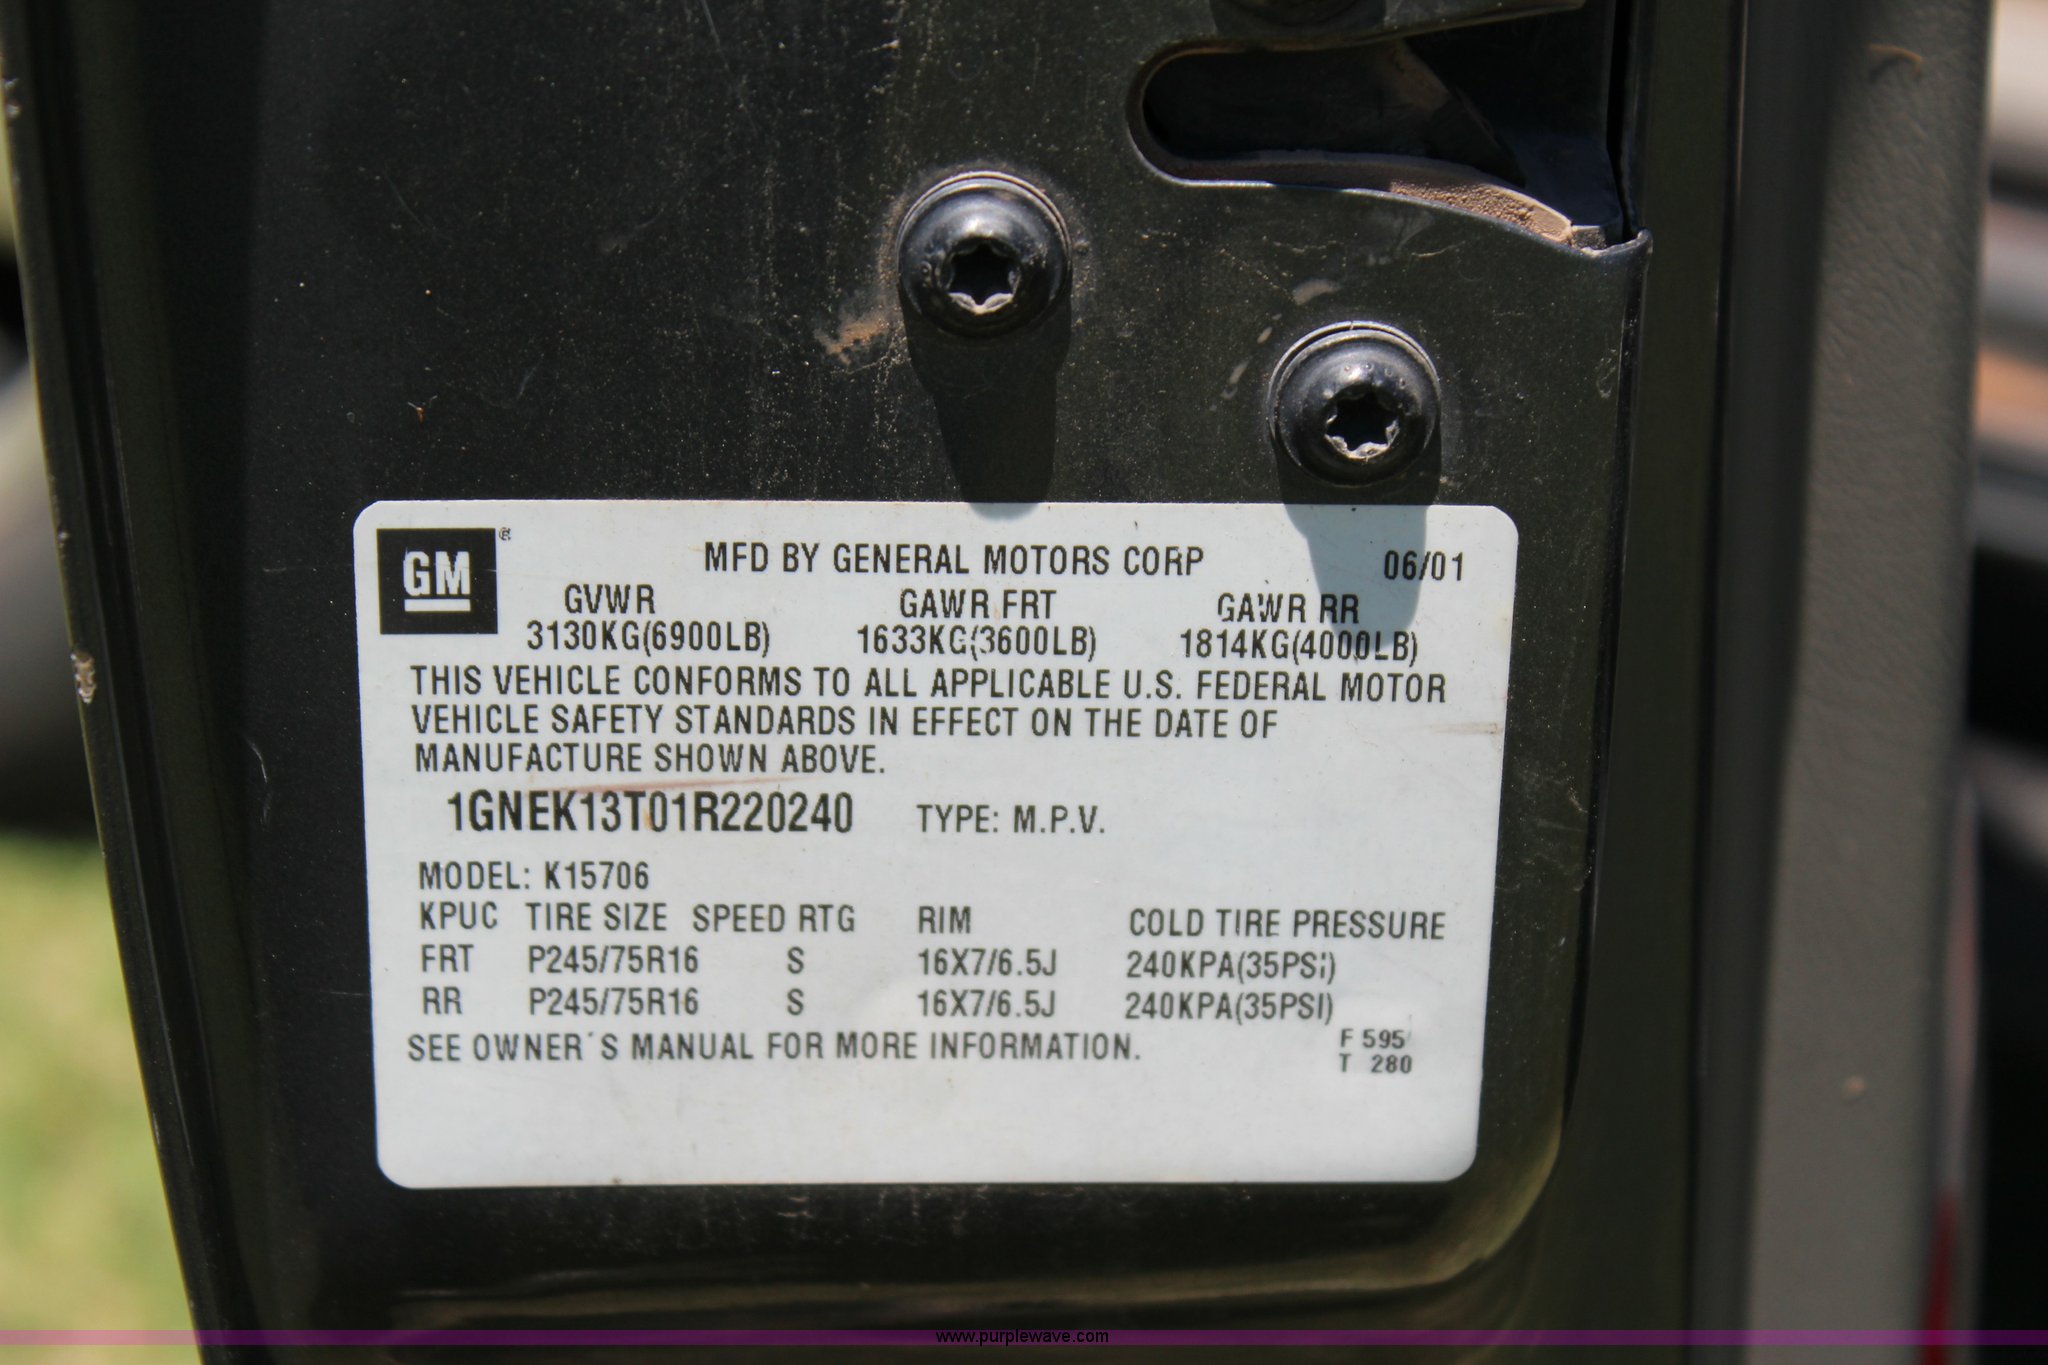 GM®
MFD BY GENERAL MOTORS CORP 06/01
GVWR GAWR FRT GAWR RR
3130KG(6900LB) 1633KG(3600LB) 1814KG(4000LB)
THIS VEHICLE CONFORMS TO ALL APPLICABLE U.S. FEDERAL MOTOR
VEHICLE SAFETY STANDARDS IN EFFECT ON THE DATE OF
MANUFACTURE SHOWN ABOVE.
1GNEK13T01R220240 TYPE: M.P.V.
MODEL: K15706
KPUC TIRE SIZE SPEED RTG RIM COLD TIRE PRESSURE
FRT P245/75R16 S 16X7/6.5J 240KPA(35PSI)
RR P245/75R16 S 16X7/6.5J 240KPA(35PSI)
SEE OWNER´S MANUAL FOR MORE INFORMATION.
F 595
T 280
www.purplewave.com